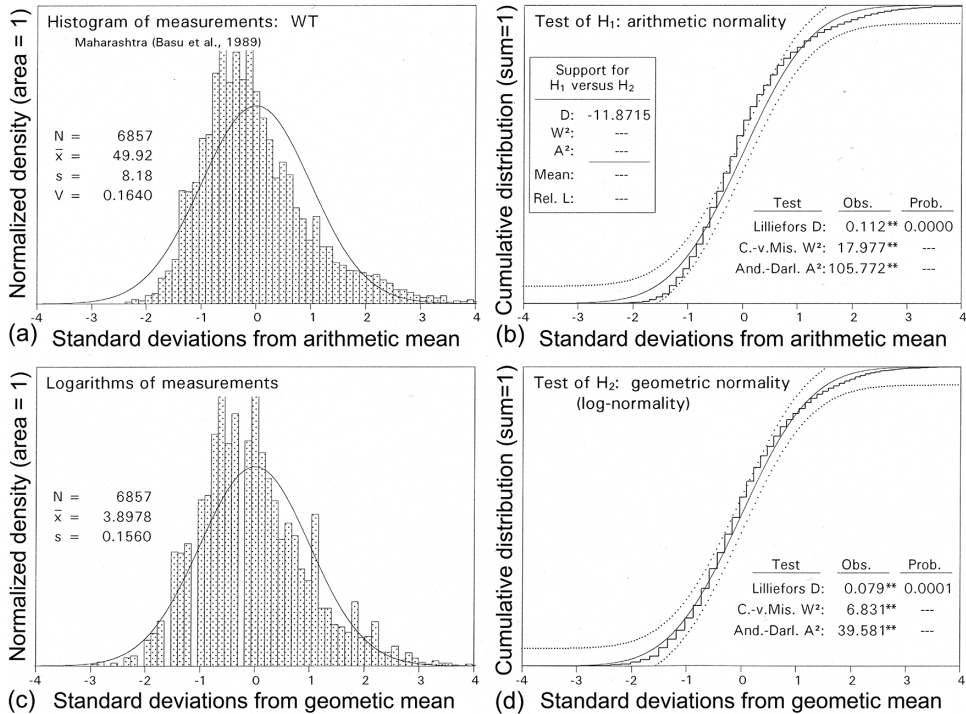 Histogram of measurements: WT
Maharashtra (Basu et al., 1989)
N = 6857
x̅ = 49.92
s = 8.18
V = 0.1640
Normalized density (area = 1)
-4 -3 -2 -1 0 1 2 3 4
(a) Standard deviations from arithmetic mean
Test of H₁: arithmetic normality
Support for
H₁ versus H₂
D: -11.8715
W²: ---
A²: ---
Mean: ---
Rel. L: ---
Test Obs. Prob.
Lilliefors D: 0.112** 0.0000
C.-v.Mis. W²: 17.977** ---
And.-Darl. A²: 105.772** ---
Cumulative distribution (sum=1)
-4 -3 -2 -1 0 1 2 3 4
(b) Standard deviations from arithmetic mean
Logarithms of measurements
N = 6857
x̅ = 3.8978
s = 0.1560
Normalized density (area = 1)
-4 -3 -2 -1 0 1 2 3 4
(c) Standard deviations from geometic mean
Test of H₂: geometric normality
(log-normality)
Test Obs. Prob.
Lilliefors D: 0.079** 0.0001
C.-v.Mis. W²: 6.831** ---
And.-Darl. A²: 39.581** ---
Cumulative distribution (sum=1)
-4 -3 -2 -1 0 1 2 3 4
(d) Standard deviations from geometic mean